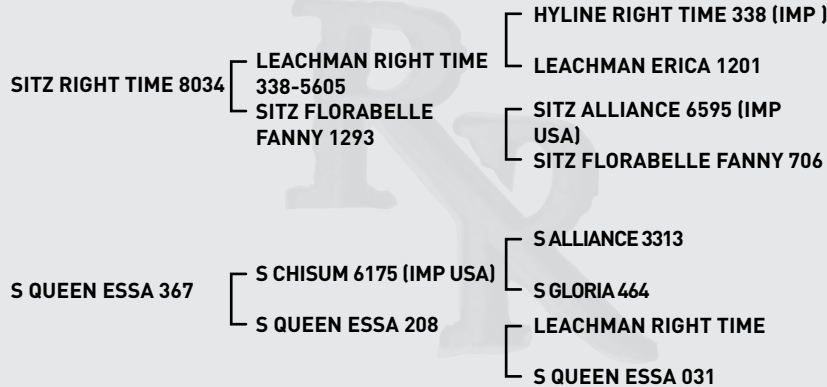 HYLINE RIGHT TIME 338 (IMP )
LEACHMAN RIGHT TIME
338-5605
LEACHMAN ERICA 1201
SITZ RIGHT TIME 8034
SITZ FLORABELLE
FANNY 1293
SITZ ALLIANCE 6595 (IMP
USA)
SITZ FLORABELLE FANNY 706
S ALLIANCE 3313
S CHISUM 6175 (IMP USA)
S GLORIA 464
S QUEEN ESSA 367
S QUEEN ESSA 208
LEACHMAN RIGHT TIME
S QUEEN ESSA 031